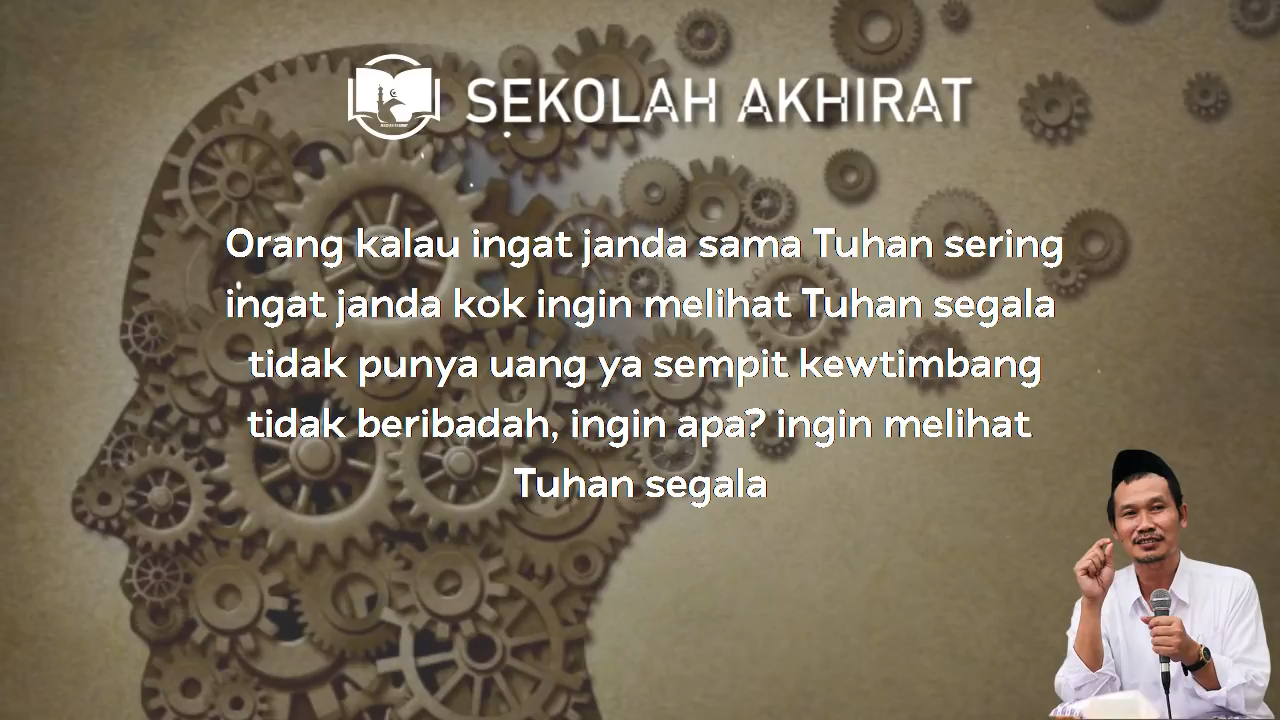 SEKOLAH AKHIRAT
Orang kalau ingat janda sama Tuhan sering
ingat janda kok ingin melihat Tuhan segala
tidak punya uang ya sempit kewtimbang
tidak beribadah, ingin apa? ingin melihat
Tuhan segala